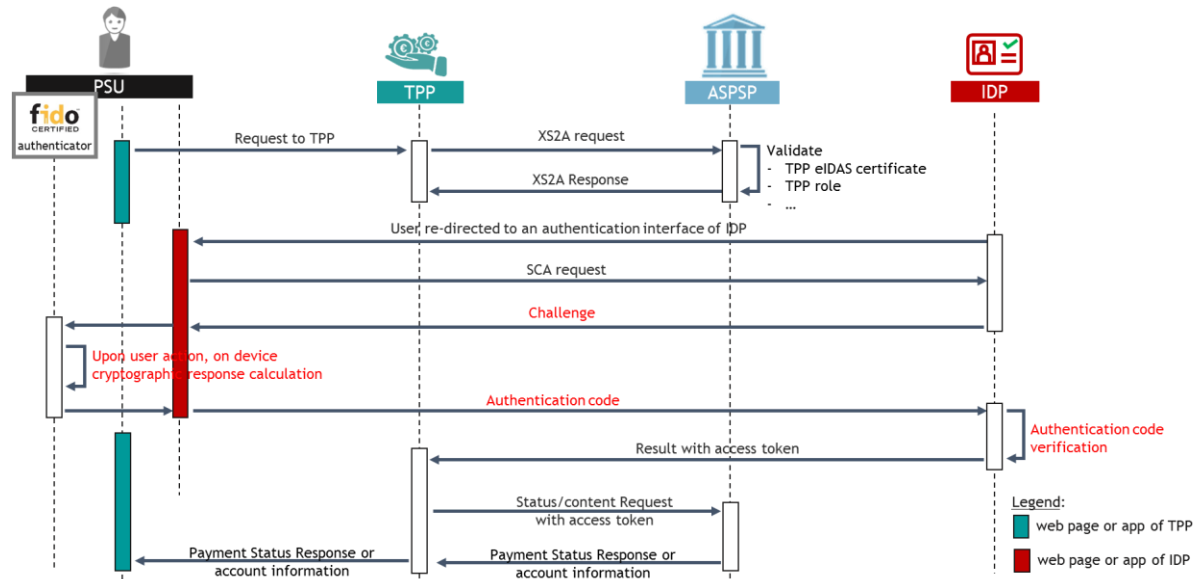 PSU
TPP
ASPSP
IDP
fido
CERTIFIED
authenticator
Request to TPP
XS2A request
Validate
- TPP eIDAS certificate
- TPP role
- …
XS2A Response
User re-directed to an authentication interface of IDP
SCA request
Challenge
Upon user action, on device
cryptographic response calculation
Authentication code
Authentication code
verification
Result with access token
Status/content Request
with access token
Legend:
web page or app of TPP
web page or app of IDP
Payment Status Response or
account information
Payment Status Response or
account information